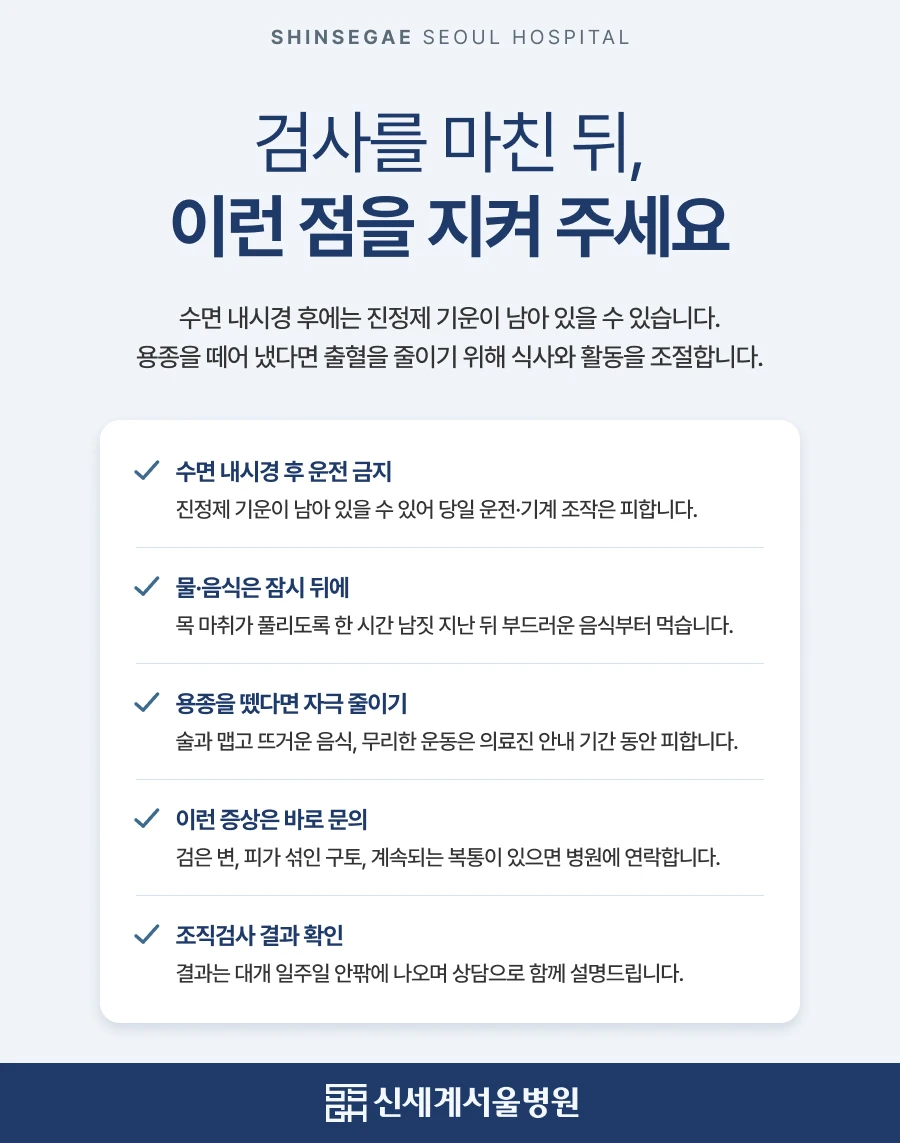 SHINSEGAE SEOUL HOSPITAL
검사를 마친 뒤,
이런 점을 지켜 주세요
수면 내시경 후에는 진정제 기운이 남아 있을 수 있습니다.
용종을 떼어 냈다면 출혈을 줄이기 위해 식사와 활동을 조절합니다.
수면 내시경 후 운전 금지
진정제 기운이 남아 있을 수 있어 당일 운전·기계 조작은 피합니다.
물·음식은 잠시 뒤에
목 마취가 풀리도록 한 시간 남짓 지난 뒤 부드러운 음식부터 먹습니다.
용종을 뗐다면 자극 줄이기
술과 맵고 뜨거운 음식, 무리한 운동은 의료진 안내 기간 동안 피합니다.
이런 증상은 바로 문의
검은 변, 피가 섞인 구토, 계속되는 복통이 있으면 병원에 연락합니다.
조직검사 결과 확인
결과는 대개 일주일 안팎에 나오며 상담으로 함께 설명드립니다.
SSGH 신세계서울병원